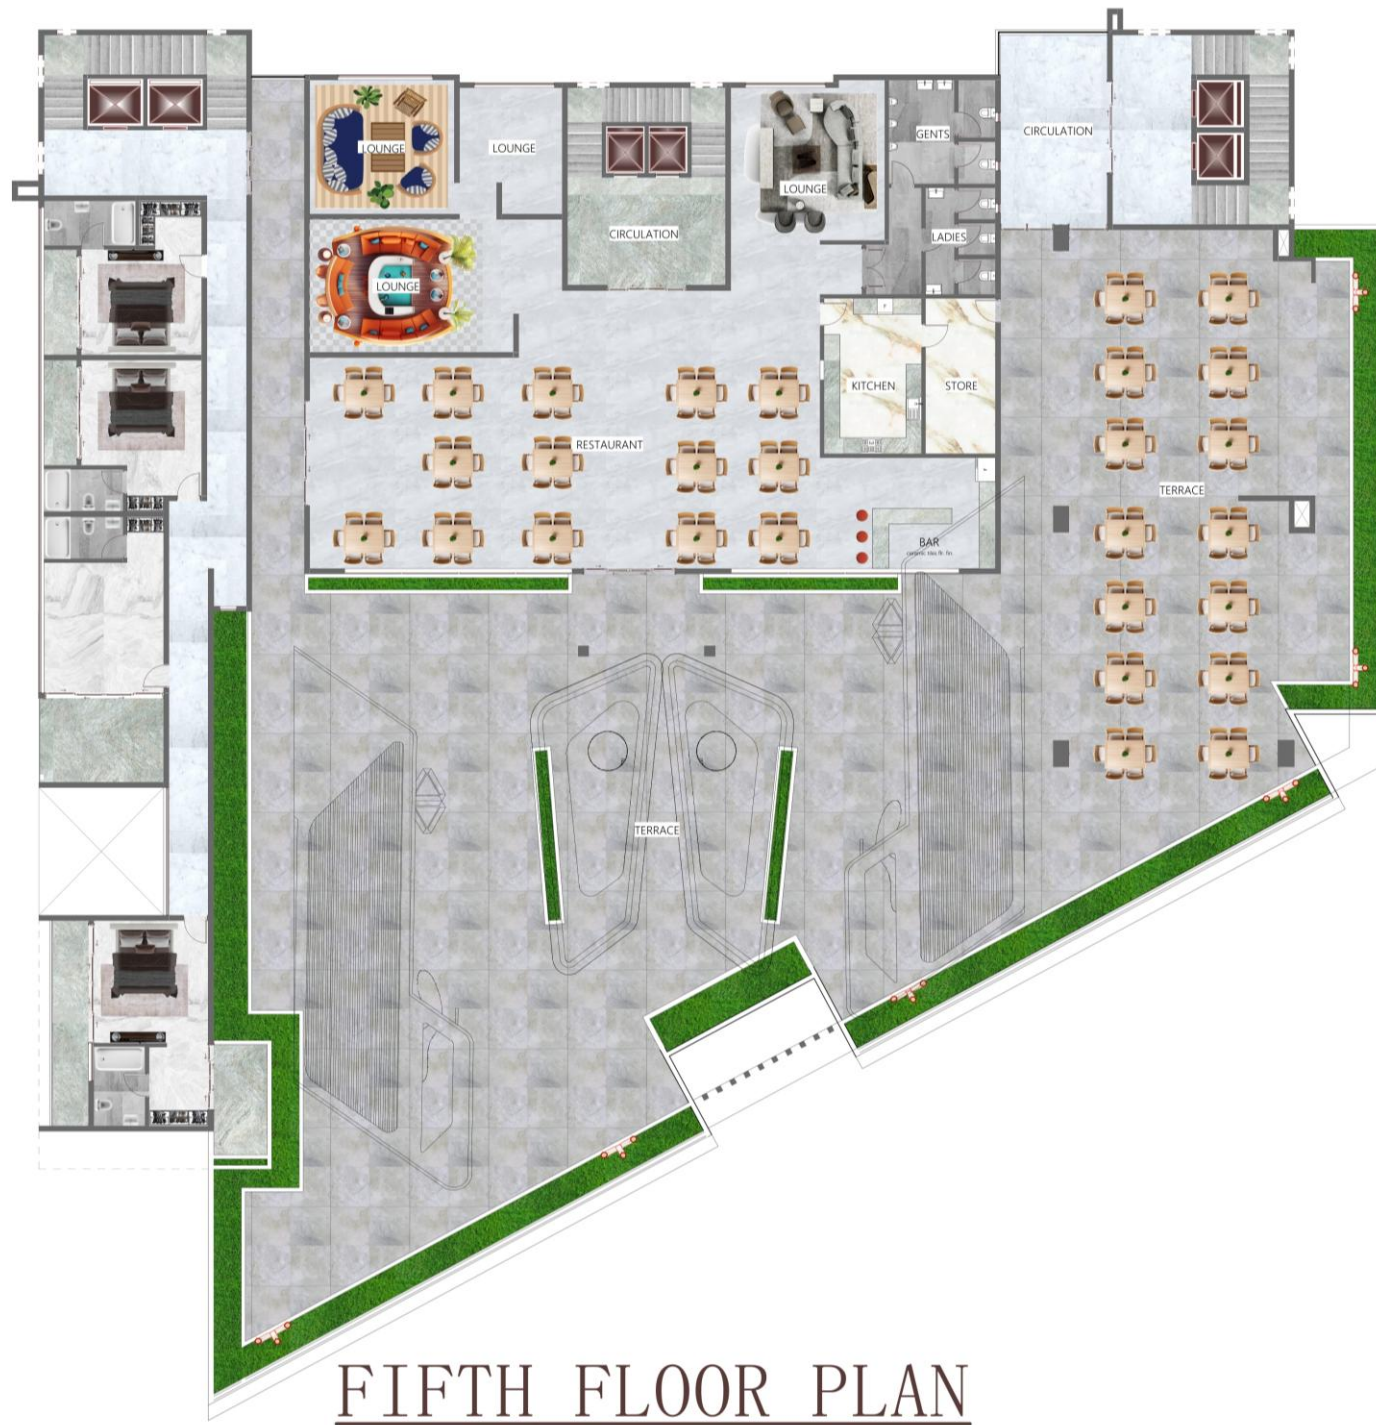 LOUNGE
LOUNGE
GENTS
CIRCULATION
LOUNGE
CIRCULATION
LADIES
LOUNGE
KITCHEN
STORE
RESTAURANT
TERRACE
BAR
TERRACE
FIFTH FLOOR PLAN